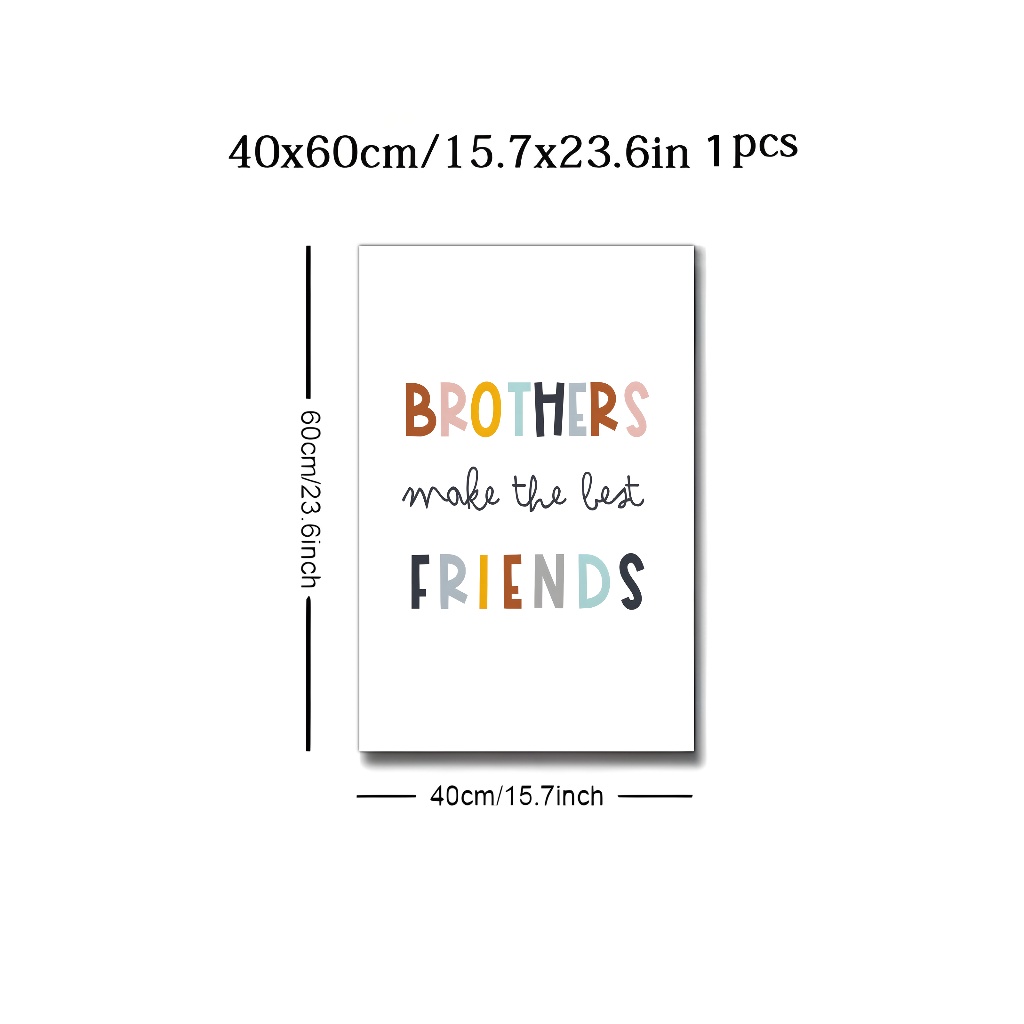 40x60cm/15.7x23.6in 1pcs
60cm/23.6inch
BROTHERS
make the best
FRIENDS
40cm/15.7inch